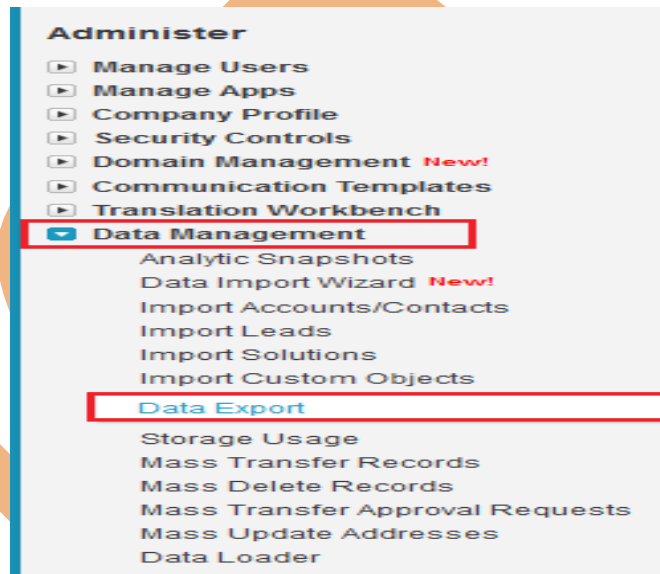 Administer
Manage Users
Manage Apps
Company Profile
Security Controls
Domain Management New!
Communication Templates
Translation Workbench
Data Management
Analytic Snapshots
Data Import Wizard New!
Import Accounts/Contacts
Import Leads
Import Solutions
Import Custom Objects
Data Export
Storage Usage
Mass Transfer Records
Mass Delete Records
Mass Transfer Approval Requests
Mass Update Addresses
Data Loader